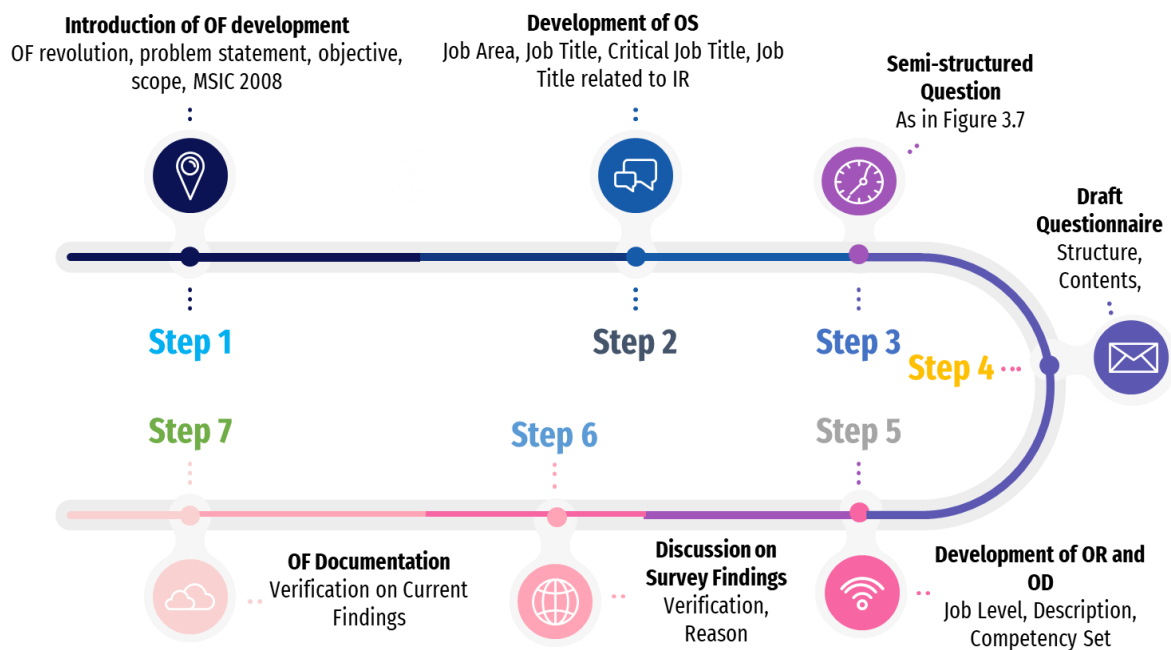 Introduction of OF development
OF revolution, problem statement, objective,
scope, MSIC 2008
Development of OS
Job Area, Job Title, Critical Job Title, Job
Title related to IR
Semi-structured
Question
As in Figure 3.7
Draft
Questionnaire
Structure,
Contents,
Step 1
Step 2
Step 3
Step 4
Step 7
Step 6
Step 5
OF Documentation
Verification on Current
Findings
Discussion on
Survey Findings
Verification,
Reason
Development of OR and
OD
Job Level, Description,
Competency Set